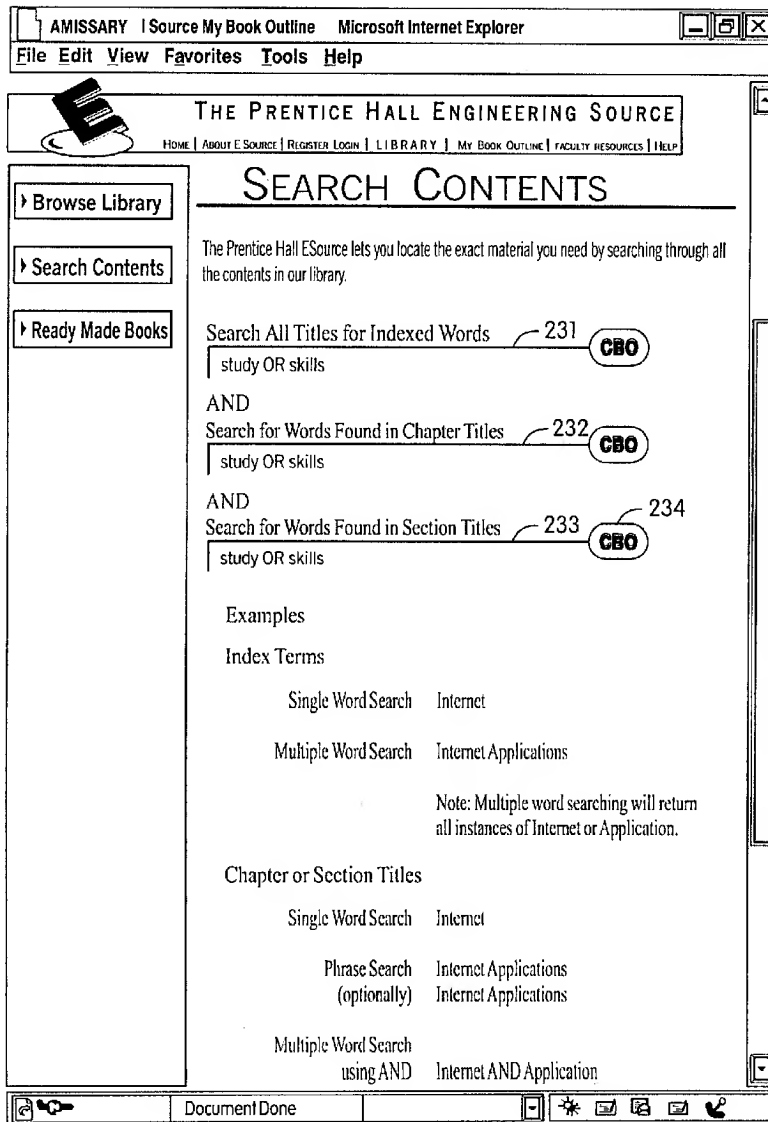 AMISSARY I Source My Book Outline Microsoft Internet Explorer
File Edit View Favorites Tools Help
E
THE PRENTICE HALL ENGINEERING SOURCE
HOME | ABOUT E SOURCE | REGISTER LOGIN | LIBRARY | MY BOOK OUTLINE | FACULTY RESOURCES | HELP
Browse Library
Search Contents
Ready Made Books
SEARCH CONTENTS
The Prentice Hall ESource lets you locate the exact material you need by searching through all
the contents in our library.
Search All Titles for Indexed Words 231 CBO
study OR skills
AND
Search for Words Found in Chapter Titles 232 CBO
study OR skills
AND
234
Search for Words Found in Section Titles 233 CBO
study OR skills
Examples
Index Terms
Single Word Search Internet
Multiple Word Search Internet Applications
Note: Multiple word searching will return
all instances of Internet or Application.
Chapter or Section Titles
Single Word Search Internet
Phrase Search Internet Applications
(optionally) Internet Applications
Multiple Word Search
using AND Internet AND Application
Document Done